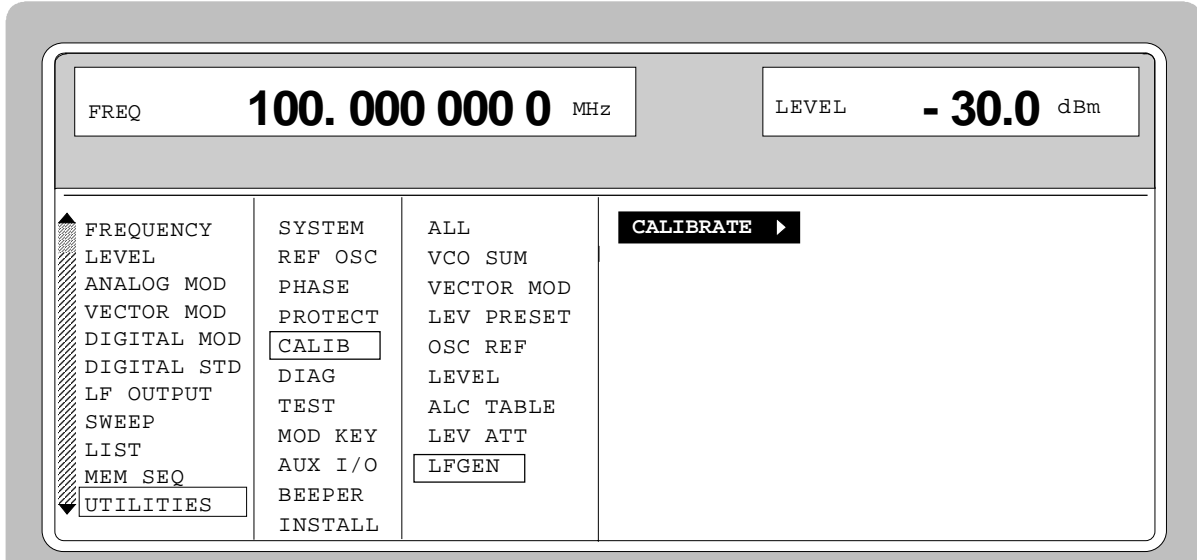 FREQ 100. 000 000 0 MHz
LEVEL - 30.0 dBm
FREQUENCY
LEVEL
ANALOG MOD
VECTOR MOD
DIGITAL MOD
DIGITAL STD
LF OUTPUT
SWEEP
LIST
MEM SEQ
UTILITIES
SYSTEM
REF OSC
PHASE
PROTECT
CALIB
DIAG
TEST
MOD KEY
AUX I/O
BEEPER
INSTALL
ALL
VCO SUM
VECTOR MOD
LEV PRESET
OSC REF
LEVEL
ALC TABLE
LEV ATT
LFGEN
CALIBRATE